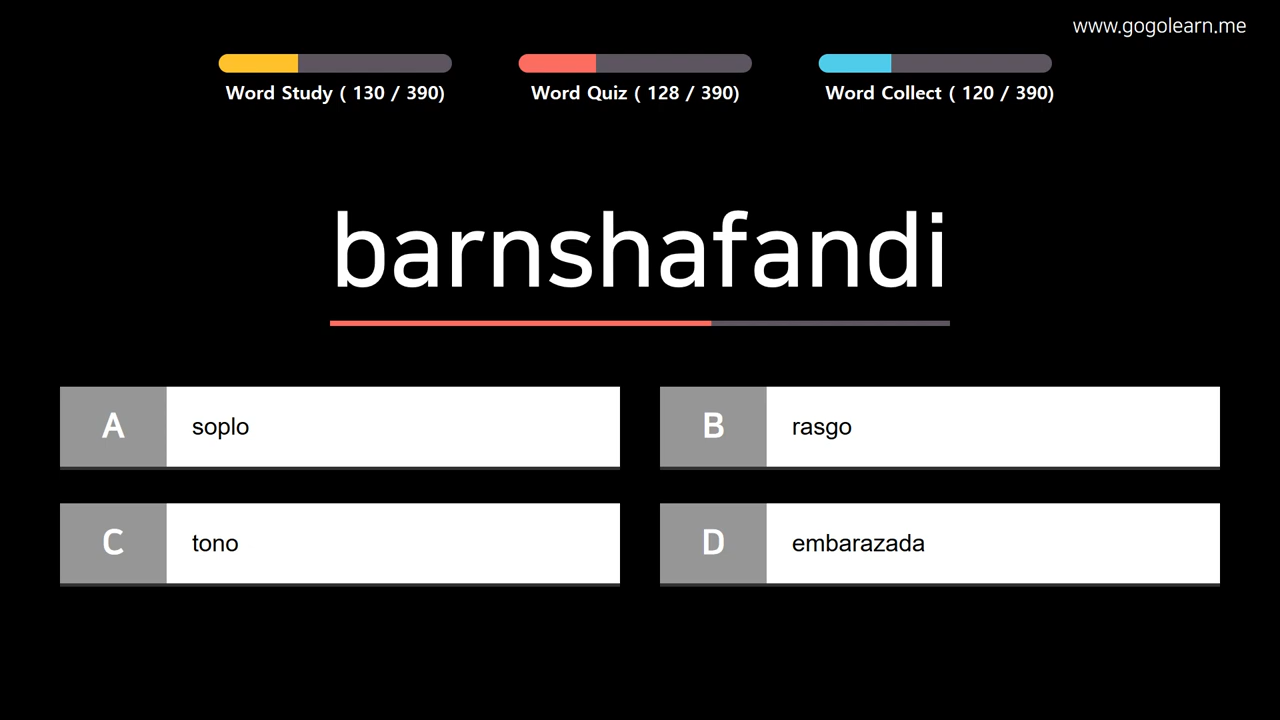 www.gogolearn.me
Word Study ( 130 / 390)
Word Quiz ( 128 / 390)
Word Collect ( 120 / 390)
barnshafandi
A soplo
B rasgo
C tono
D embarazada